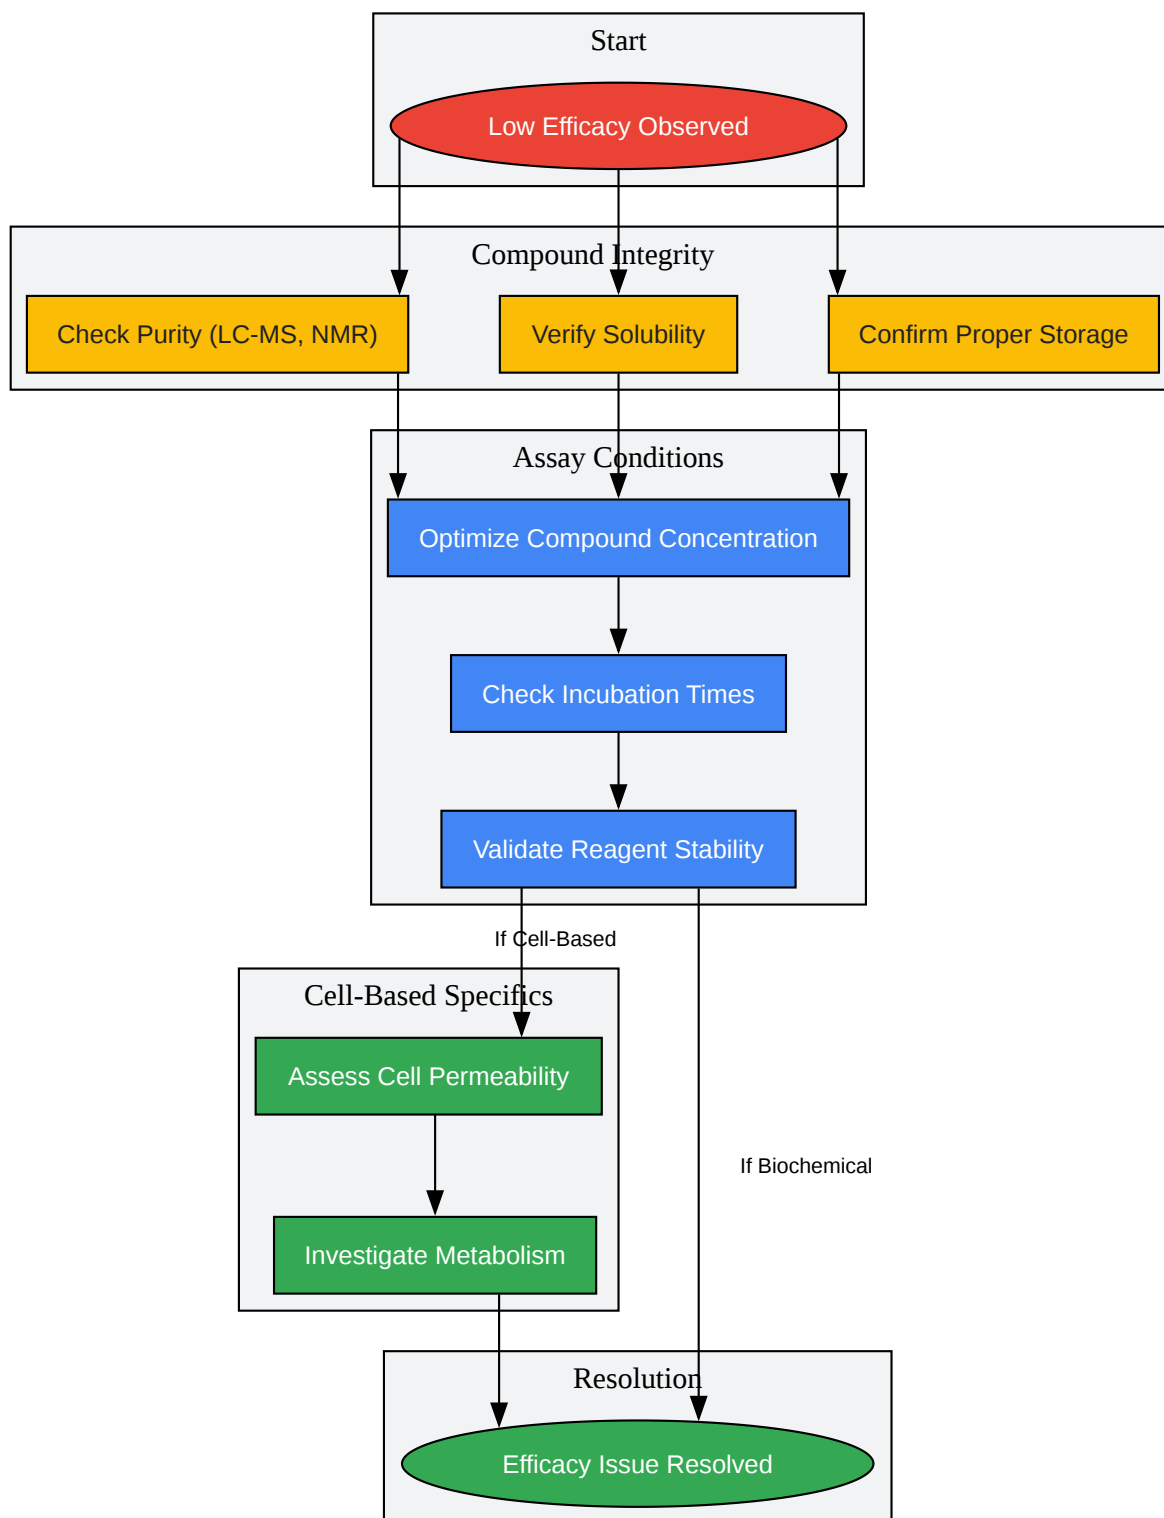 Start
Low Efficacy Observed
Compound Integrity
Check Purity (LC-MS, NMR)
Verify Solubility
Confirm Proper Storage
Assay Conditions
Optimize Compound Concentration
Check Incubation Times
Validate Reagent Stability
If Cell-Based
Cell-Based Specifics
Assess Cell Permeability
If Biochemical
Investigate Metabolism
Resolution
Efficacy Issue Resolved